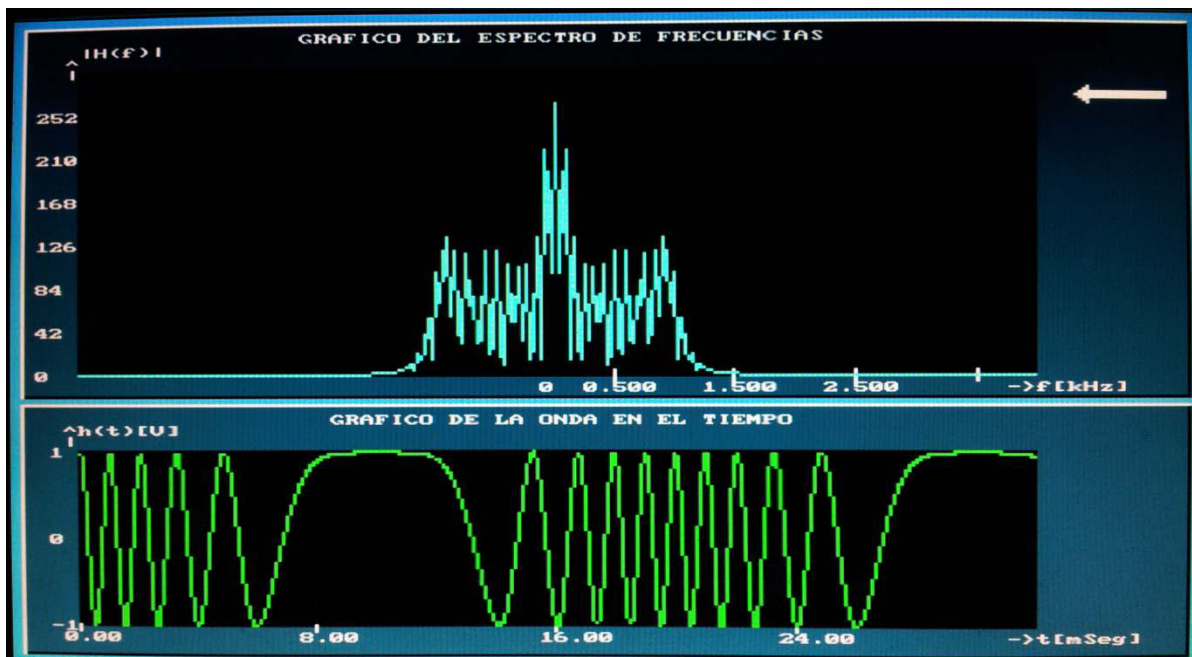 GRAFICO DEL ESPECTRO DE FRECUENCIAS
^ |H(f)|
252
210
168
126
84
42
0
0 0.500 1.500 2.500 ->f[kHz]
GRAFICO DE LA ONDA EN EL TIEMPO
^h(t)[V]
1
0
-1
0.00 8.00 16.00 24.00 ->t[mSeg]